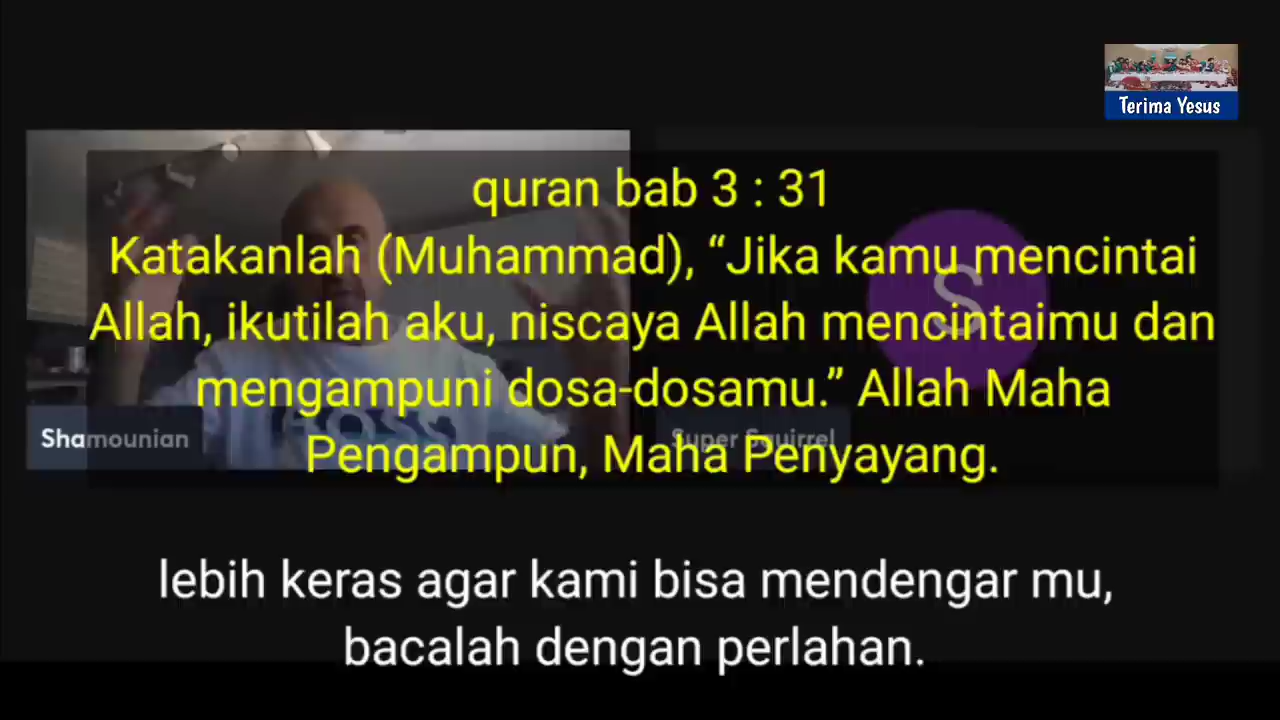 Terima Yesus
quran bab 3 : 31
Katakanlah (Muhammad), “Jika kamu mencintai
Allah, ikutilah aku, niscaya Allah mencintaimu dan
mengampuni dosa-dosamu.” Allah Maha
Pengampun, Maha Penyayang.
S
Shamounian
Super Squirrel
BOSS
lebih keras agar kami bisa mendengar mu,
bacalah dengan perlahan.